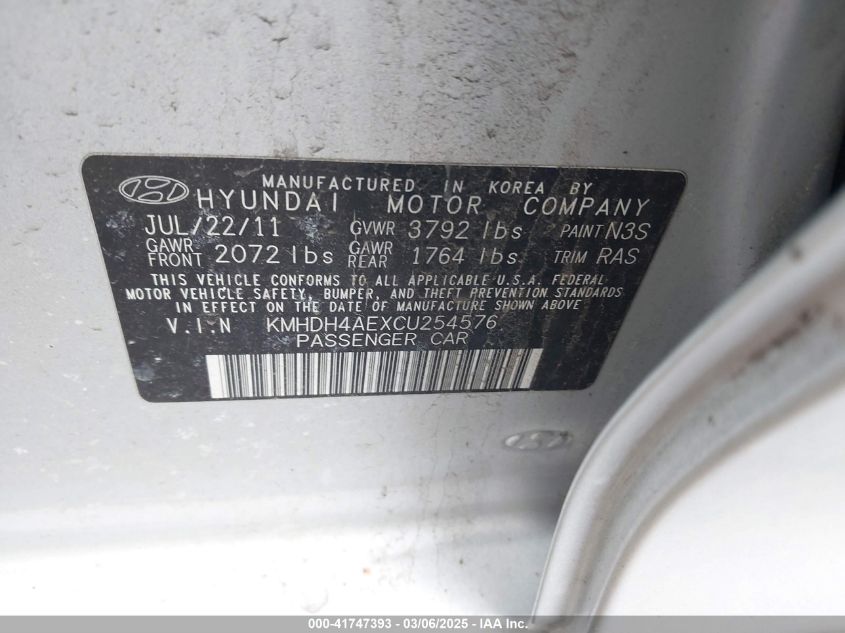 MANUFACTURED IN KOREA BY
HYUNDAI MOTOR COMPANY
JUL/22/11 GVWR 3792 lbs PAINT N3S
GAWR FRONT 2072 lbs GAWR REAR 1764 lbs TRIM RAS
THIS VEHICLE CONFORMS TO ALL APPLICABLE U.S.A. FEDERAL
MOTOR VEHICLE SAFETY, BUMPER, AND THEFT PREVENTION STANDARDS
IN EFFECT ON THE DATE OF MANUFACTURE SHOWN ABOVE.
V.I.N KMHDH4AEXCU254576
PASSENGER CAR
000-41747393 - 03/06/2025 - IAA Inc.